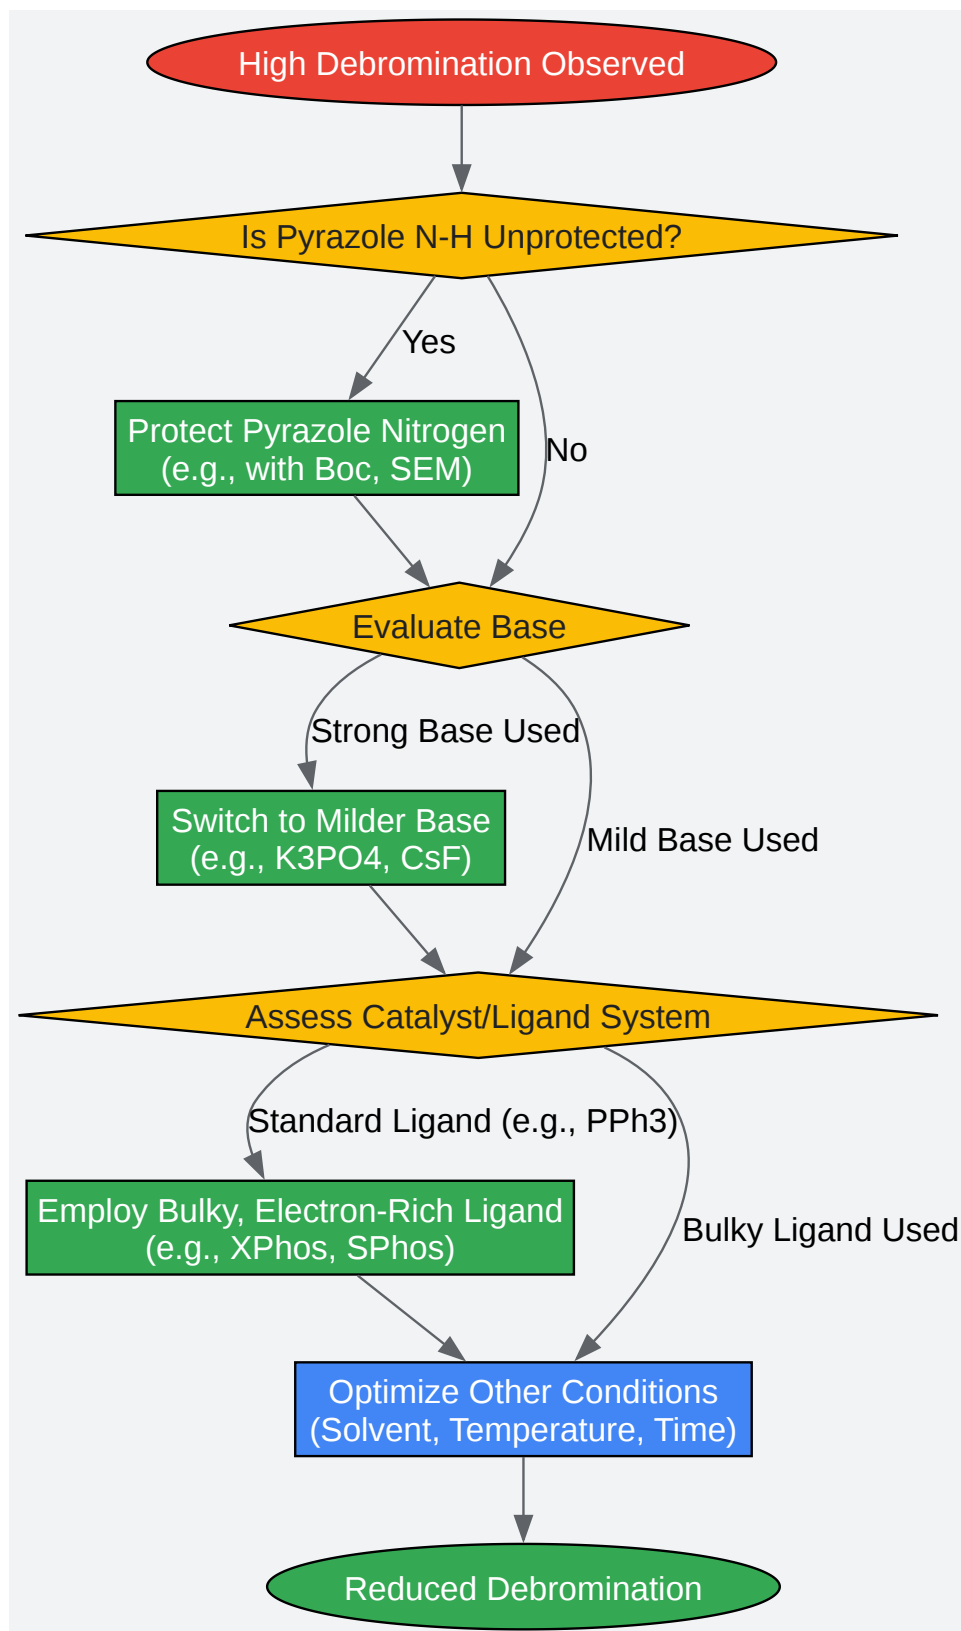 High Debromination Observed
Is Pyrazole N-H Unprotected?
Yes
Protect Pyrazole Nitrogen
(e.g., with Boc, SEM)
No
Evaluate Base
Strong Base Used
Switch to Milder Base
(e.g., K3PO4, CsF)
Mild Base Used
Assess Catalyst/Ligand System
Standard Ligand (e.g., PPh3)
Employ Bulky, Electron-Rich Ligand
(e.g., XPhos, SPhos)
Bulky Ligand Used
Optimize Other Conditions
(Solvent, Temperature, Time)
Reduced Debromination